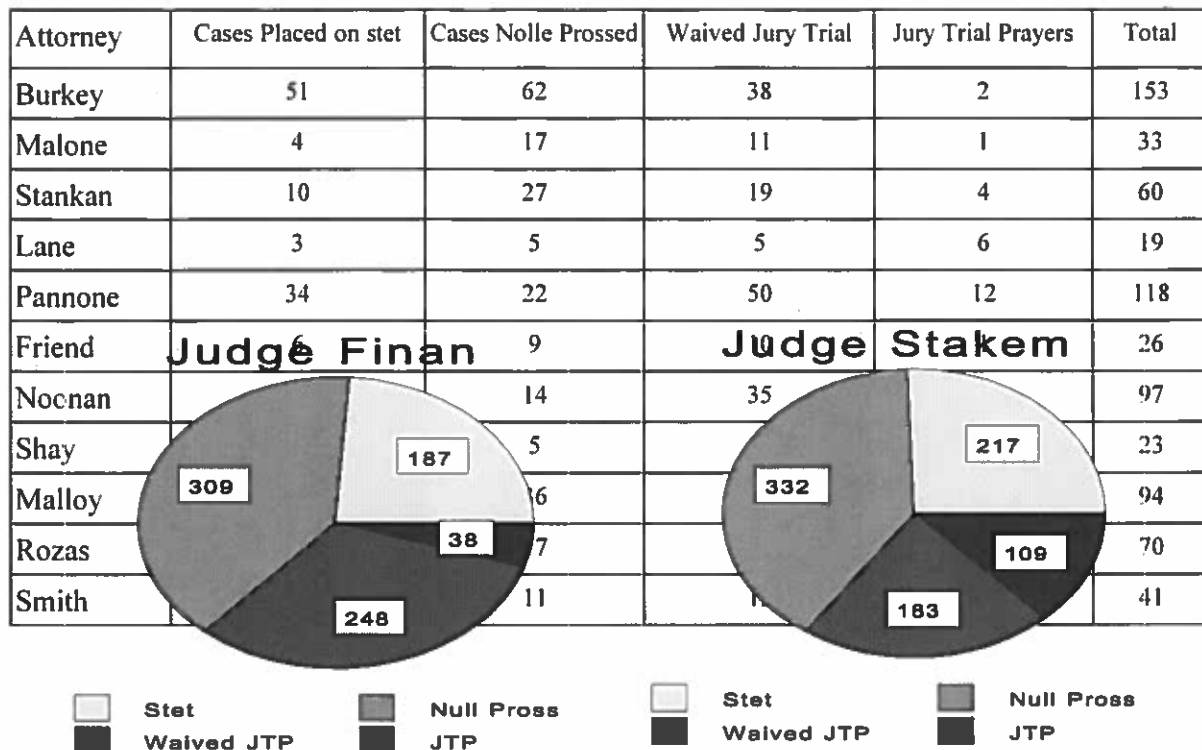 Attorney Cases Placed on stet Cases Nolle Prossed Waived Jury Trial Jury Trial Prayers Total
Burkey 51 62 38 2 153
Malone 4 17 11 1 33
Stankan 10 27 19 4 60
Lane 3 5 5 6 19
Pannone 34 22 50 12 118
Friend 6 9 10 26
Judge Finan Judge Stakem
Noonan 14 35 97
Shay 5 23
Malloy 94
Rozas 70
Smith 11 41
187
309
38
248
217
332
109
183
Stet Null Pross
Waived JTP JTP
Stet Null Pross
Waived JTP JTP